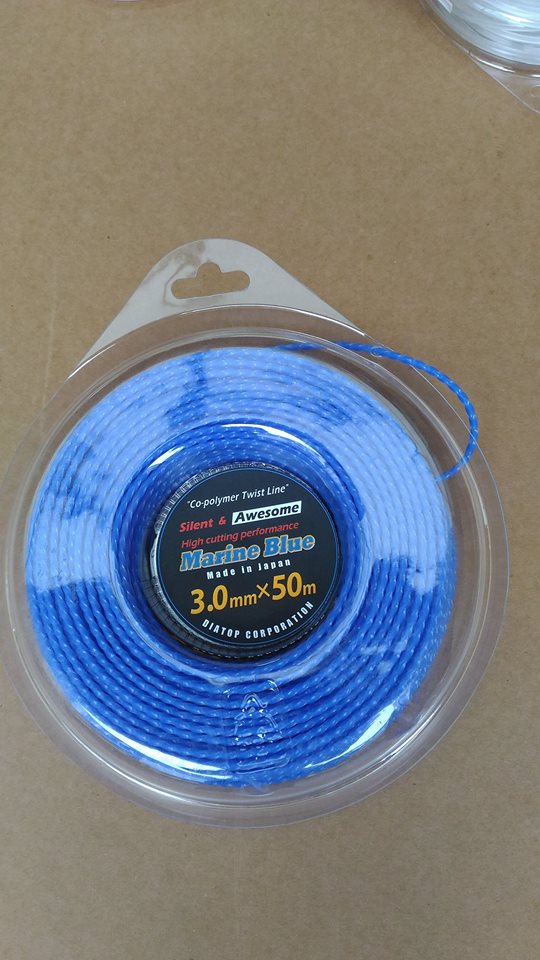 "Co-polymer Twist Line"
Silent & Awesome
High cutting performance
Marine Blue
Made in Japan
3.0mm×50m
DIATOP CORPORATION